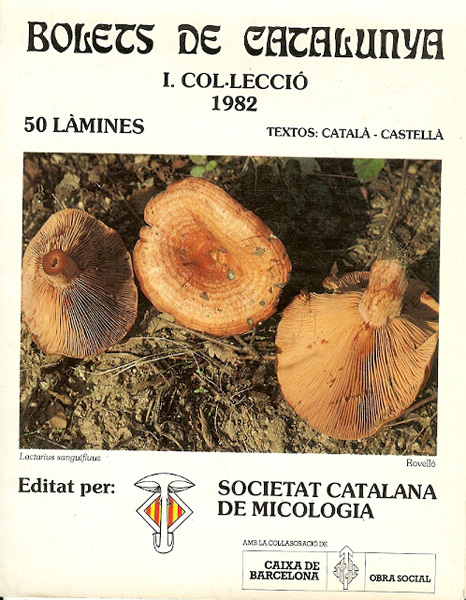 BOLETS DE CATALUNYA
I. COL·LECCIÓ
1982
50 LÀMINES
TEXTOS: CATALÀ - CASTELLÀ
Lactarius sanguifluus
Rovelló
Editat per:
SOCIETAT CATALANA
DE MICOLOGIA
AMB LA COL·LABORACIÓ DE
CAIXA DE
BARCELONA
OBRA SOCIAL